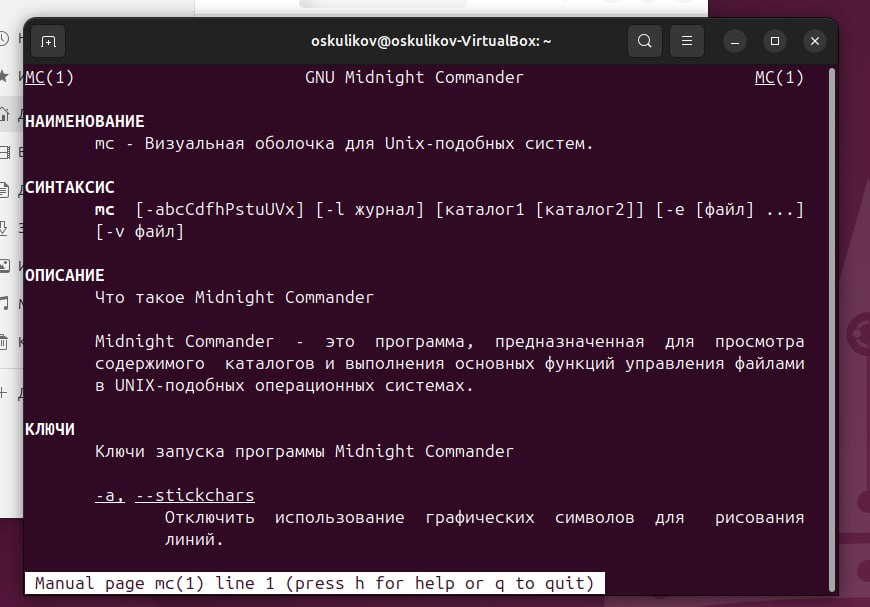 oskulikov@oskulikov-VirtualBox: ~
MC(1) GNU Midnight Commander MC(1)
НАИМЕНОВАНИЕ
mc - Визуальная оболочка для Unix-подобных систем.
СИНТАКСИС
mc [-abcCdfhPstuUVx] [-l журнал] [каталог1 [каталог2]] [-e [файл] ...]
[-v файл]
ОПИСАНИЕ
Что такое Midnight Commander
Midnight Commander - это программа, предназначенная для просмотра
содержимого каталогов и выполнения основных функций управления файлами
в UNIX-подобных операционных системах.
КЛЮЧИ
Ключи запуска программы Midnight Commander
-a, --stickchars
Отключить использование графических символов для рисования
линий.
Manual page mc(1) line 1 (press h for help or q to quit)